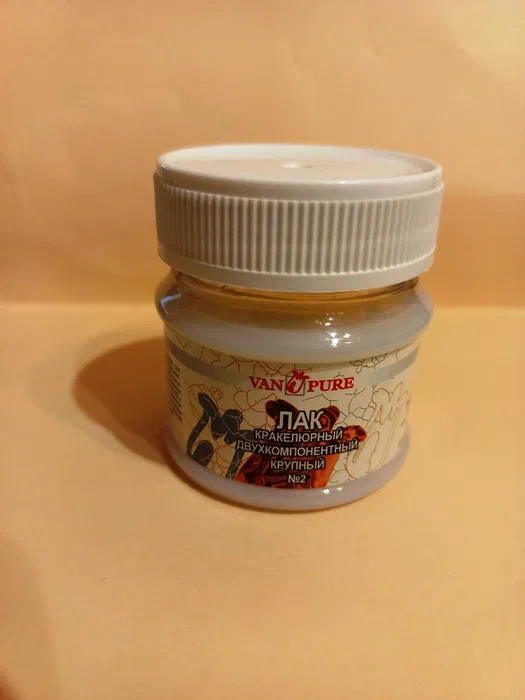 VAN PURE
ЛАК
КРАКЕЛЮРНЫЙ
ДВУХКОМПОНЕНТНЫЙ
КРУПНЫЙ
№2